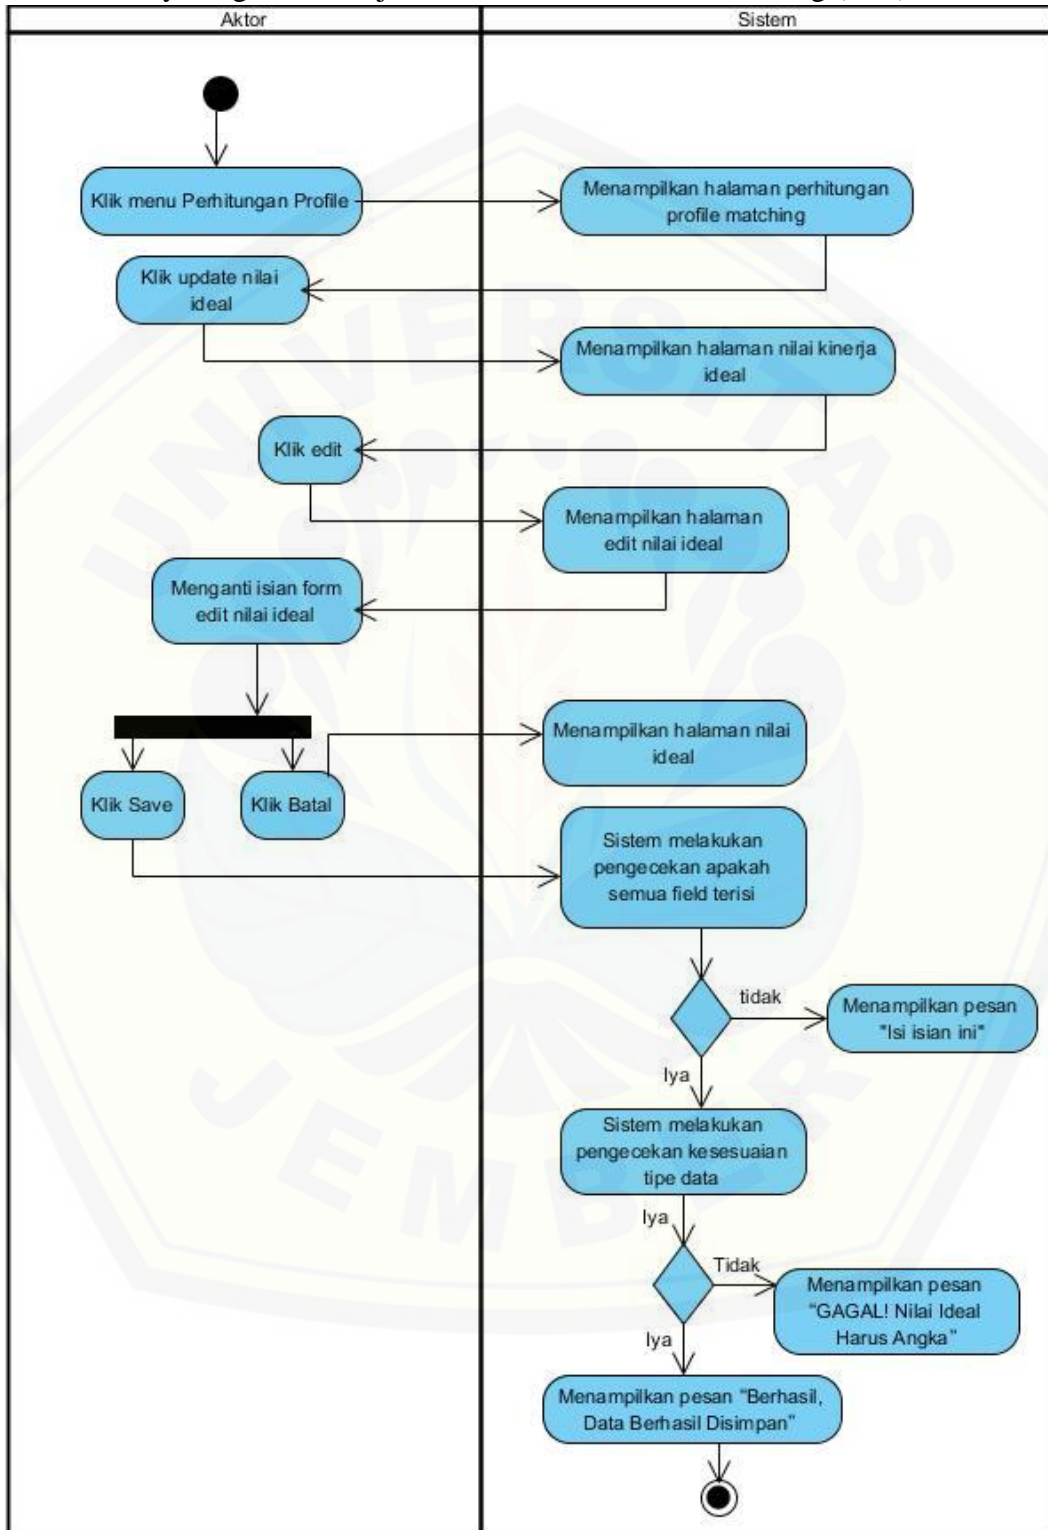 Aktor
Sistem
Klik menu Perhitungan Profile
Menampilkan halaman perhitungan
profile matching
Klik update nilai
ideal
Menampilkan halaman nilai kinerja
ideal
Klik edit
Menampilkan halaman
edit nilai ideal
Menganti isian form
edit nilai ideal
Menampilkan halaman nilai
ideal
Klik Save
Klik Batal
Sistem melakukan
pengecekan apakah
semua field terisi
tidak
Menampilkan pesan
"Isi isian ini"
Iya
Sistem melakukan
pengecekan kesesuaian
tipe data
Iya
Tidak
Menampilkan pesan
“GAGAL! Nilai Ideal
Harus Angka”
Iya
Menampilkan pesan “Berhasil,
Data Berhasil Disimpan”
UNIVERSITAS
JEMBER